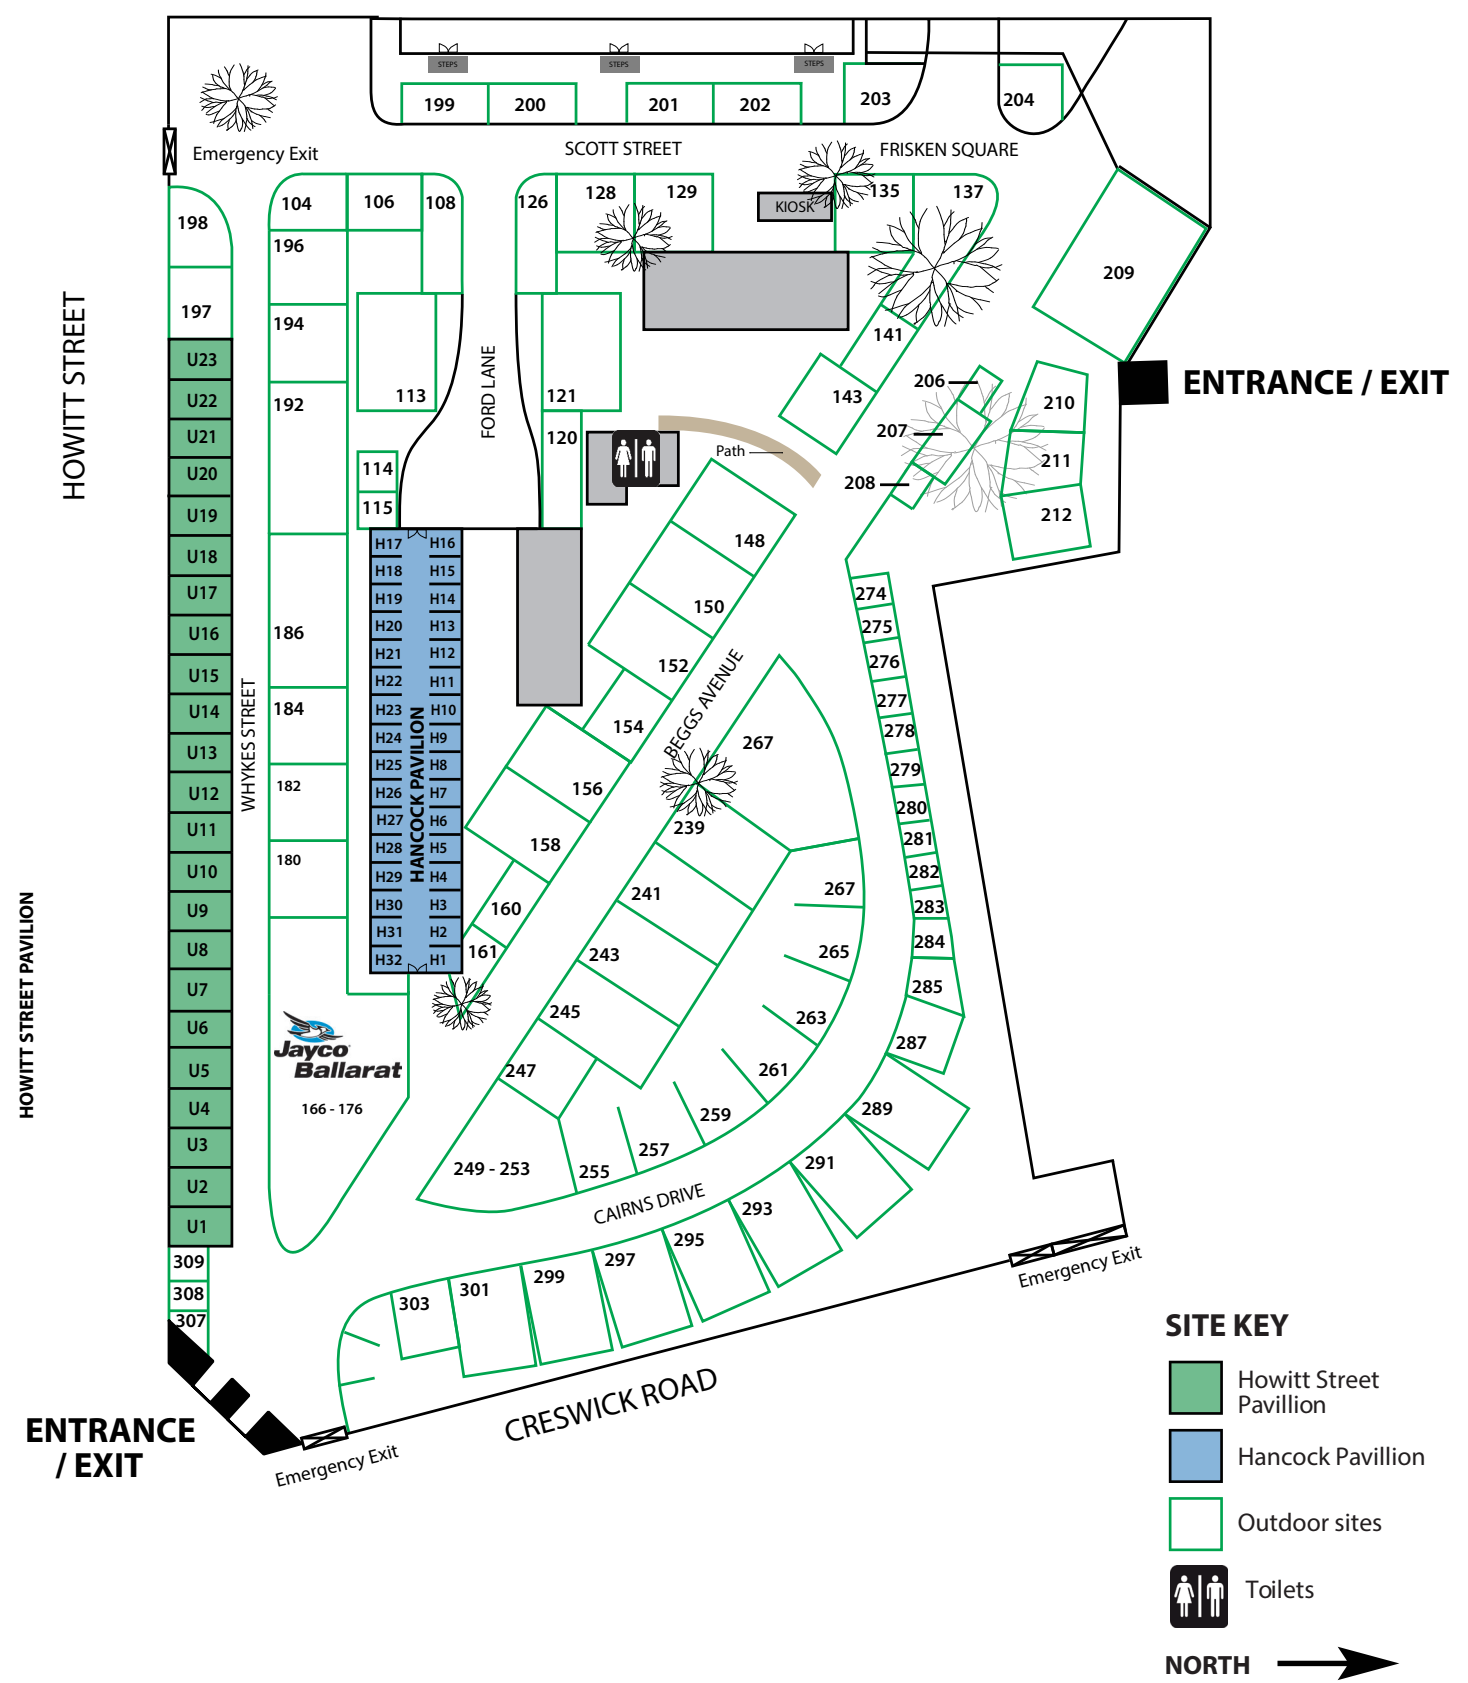 STEPS
STEPS
STEPS
199
200
201
202
203
204
Emergency Exit
SCOTT STREET
FRISKEN SQUARE
198
104
106
108
126
128
129
KIOSK
135
137
196
209
197
194
HOWITT STREET
U23
U22
U21
U20
U19
U18
U17
U16
U15
U14
U13
U12
U11
U10
U9
U8
U7
U6
U5
U4
U3
U2
U1
309
308
307
HOWITT STREET PAVILION
WHYKES STREET
192
186
184
182
180
Jayco
Ballarat
166 - 176
113
114
115
FORD LANE
121
120
Path
141
143
206
207
208
210
211
212
ENTRANCE / EXIT
H17
H16
H18
H15
H19
H14
H20
H13
H21
H12
H22
H11
H23
H10
H24
H9
H25
H8
H26
H7
H27
H6
H28
H5
H29
H4
H30
H3
H31
H2
H32
H1
HANCOCK PAVILION
148
150
152
154
156
158
160
161
BEGGS AVENUE
267
239
241
243
245
247
249 - 253
255
257
259
261
263
265
267
274
275
276
277
278
279
280
281
282
283
284
285
287
289
291
293
295
297
299
301
303
CAIRNS DRIVE
CRESWICK ROAD
Emergency Exit
Emergency Exit
ENTRANCE
/ EXIT
SITE KEY
Howitt Street
Pavillion
Hancock Pavillion
Outdoor sites
Toilets
NORTH